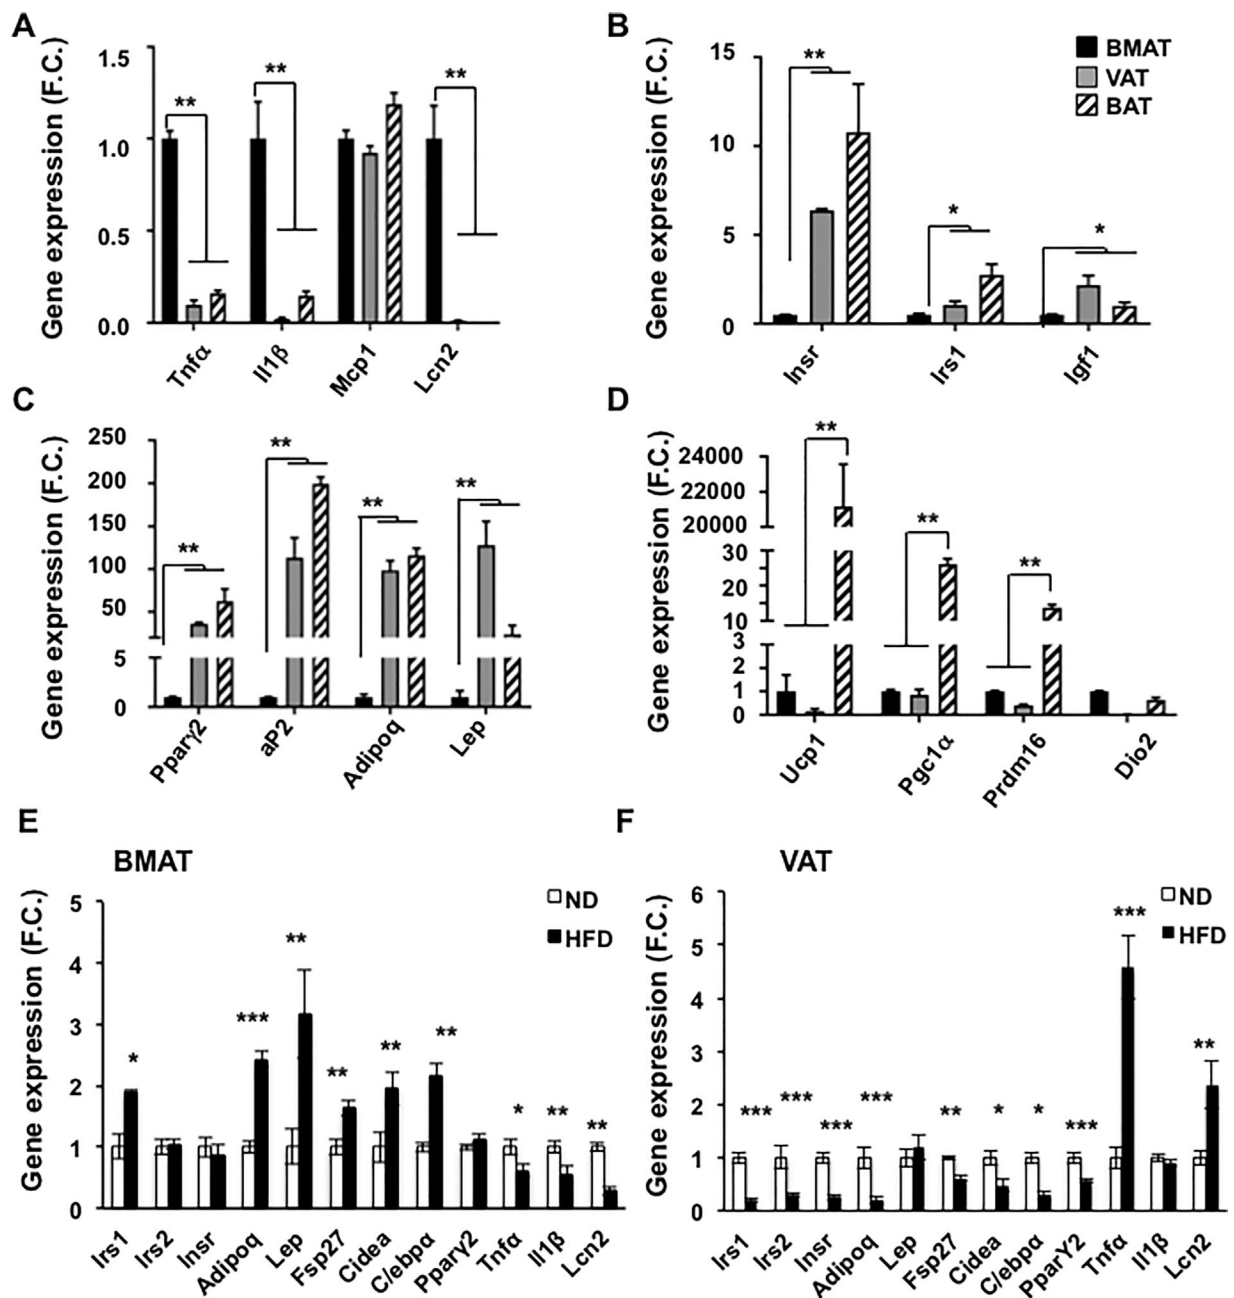 A
Gene expression (F.C.)
1.5
1.0
0.5
0.0
**
**
**
Tnfα
Il1β
Mcp1
Lcn2
B
Gene expression (F.C.)
15
10
5
0
**
*
*
Insr
Irs1
Igf1
BMAT
VAT
BAT
C
Gene expression (F.C.)
250
200
150
100
50
5
0
**
**
**
**
Pparγ2
aP2
Adipoq
Lep
D
Gene expression (F.C.)
24000
22000
20000
30
20
10
3
2
1
0
**
**
**
Ucp1
Pgc1α
Prdm16
Dio2
E
BMAT
Gene expression (F.C.)
5
4
3
2
1
0
ND
HFD
*
***
**
**
**
**
*
**
**
Irs1
Irs2
Insr
Adipoq
Lep
Fsp27
Cidea
C/ebpα
Pparγ2
Tnfα
Il1β
Lcn2
F
VAT
Gene expression (F.C.)
6
5
4
3
2
1
0
ND
HFD
***
***
***
***
**
*
*
***
***
**
Irs1
Irs2
Insr
Adipoq
Lep
Fsp27
Cidea
C/ebpα
PparY2
Tnfα
Il1β
Lcn2